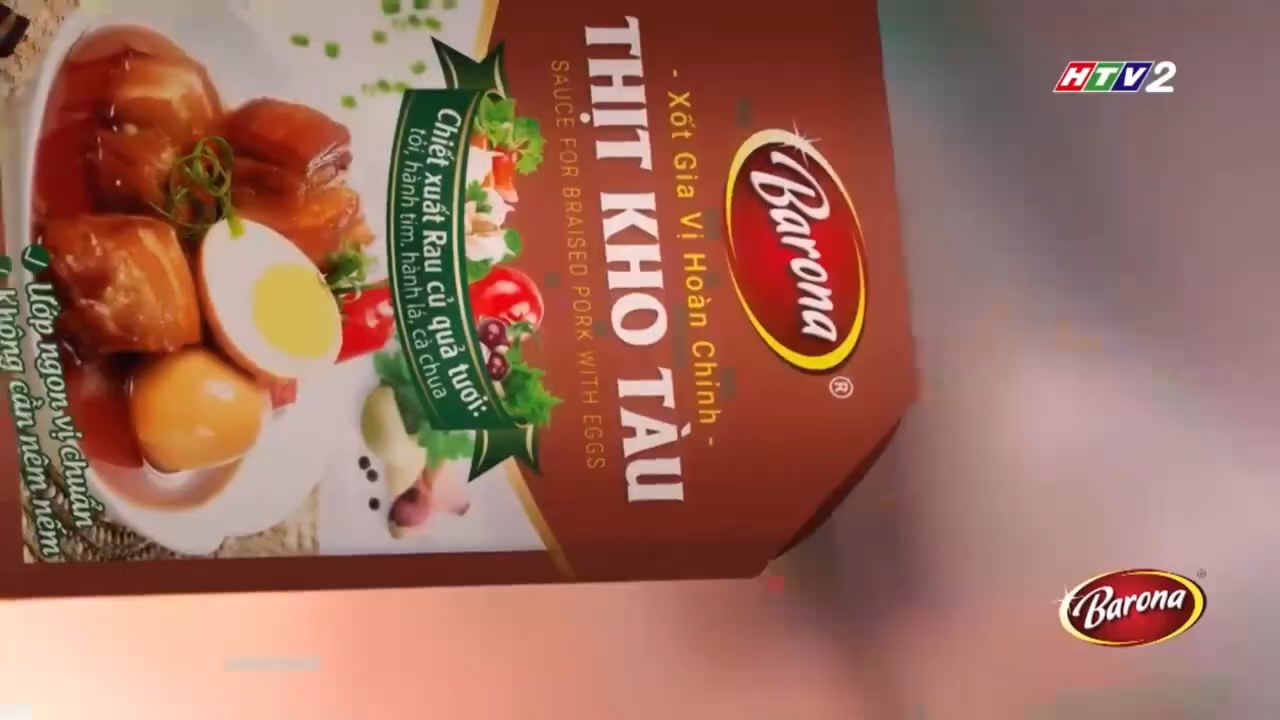 HTV2
Barona
®
- Xốt Gia Vị Hoàn Chỉnh -
THỊT KHO TÀU
SAUCE FOR BRAISED PORK WITH EGGS
Chiết xuất Rau củ quả tươi:
tỏi, hành tím, hành lá, cà chua
Ướp ngon vị chuẩn
Không cần nêm nếm
Barona
®